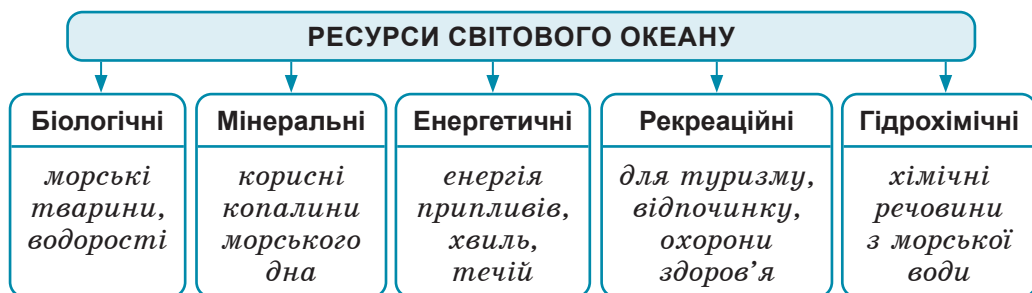 РЕСУРСИ СВІТОВОГО ОКЕАНУ
Біологічні
морські
тварини,
водорості
Мінеральні
корисні
копалини
морського
дна
Енергетичні
енергія
припливів,
хвиль,
течій
Рекреаційні
для туризму,
відпочинку,
охорони
здоров’я
Гідрохімічні
хімічні
речовини
з морської
води